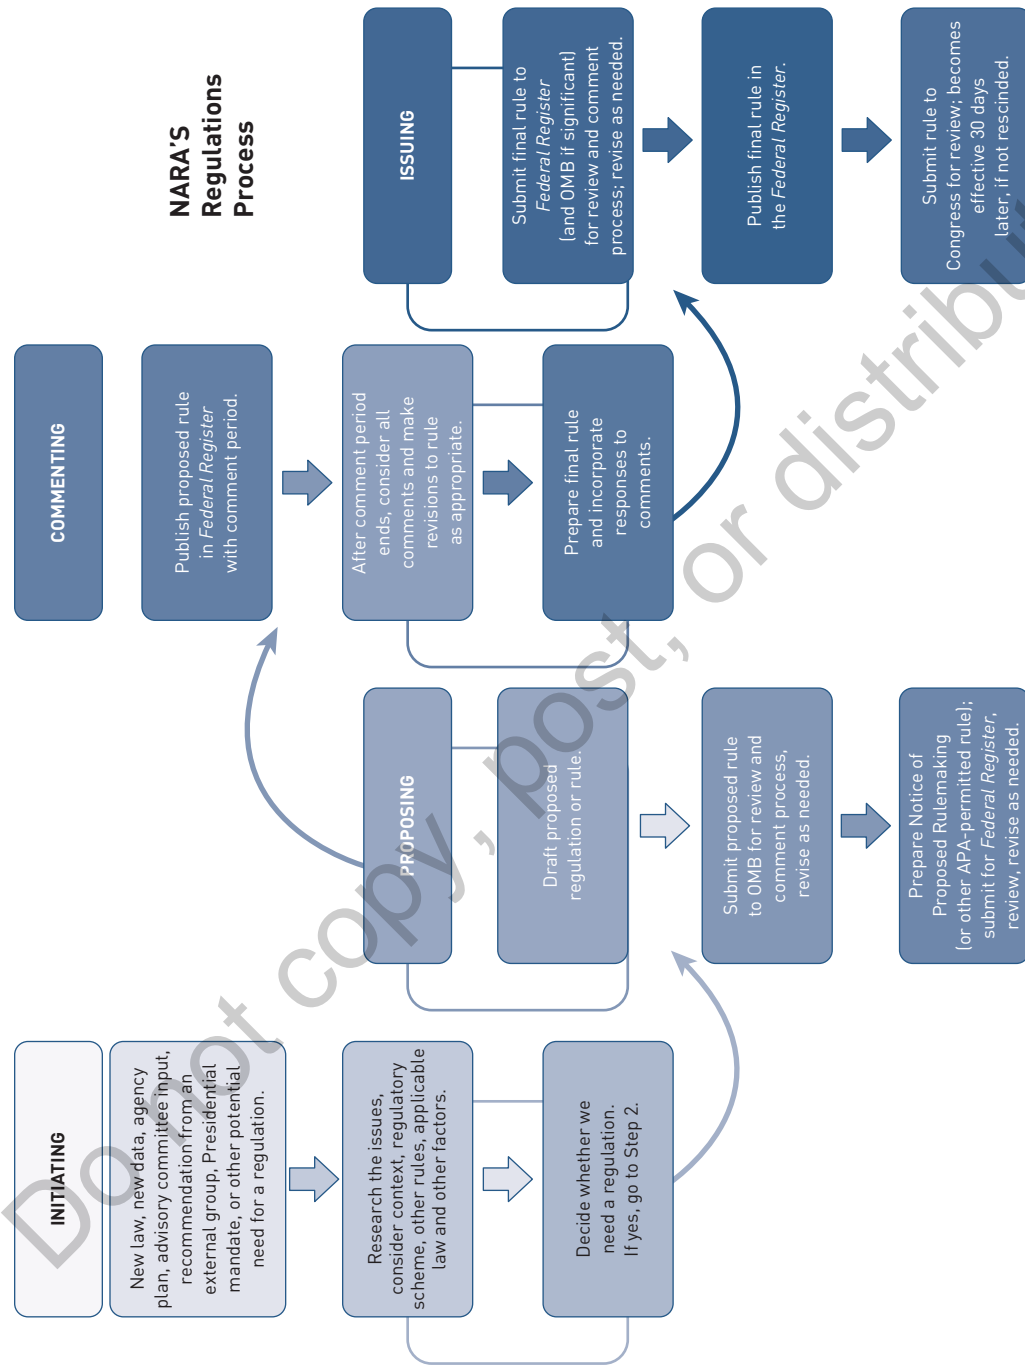 NARA'S
Regulations
Process
INITIATING
New law, new data, agency
plan, advisory committee input,
recommendation from an
external group, Presidential
mandate, or other potential
need for a regulation.
Research the issues,
consider context, regulatory
scheme, other rules, applicable
law and other factors.
Decide whether we
need a regulation.
If yes, go to Step 2.
PROPOSING
Draft proposed
regulation or rule.
Submit proposed rule
to OMB for review and
comment process,
revise as needed.
Prepare Notice of
Proposed Rulemaking
(or other APA-permitted rule);
submit for Federal Register,
review, revise as needed.
COMMENTING
Publish proposed rule
in Federal Register
with comment period.
After comment period
ends, consider all
comments and make
revisions to rule
as appropriate.
Prepare final rule
and incorporate
responses to
comments.
ISSUING
Submit final rule to
Federal Register
(and OMB if significant)
for review and comment
process; revise as needed.
Publish final rule in
the Federal Register.
Submit rule to
Congress for review; becomes
effective 30 days
later, if not rescinded.
Do not copy, post, or distribut